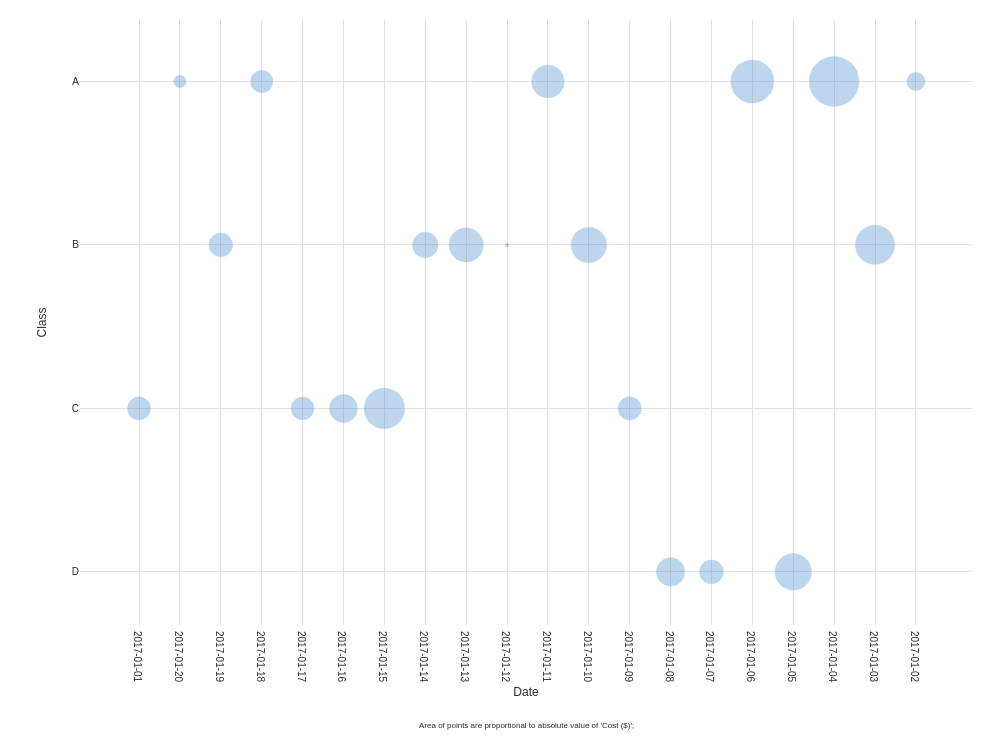 A
B
Class
C
D
2017-01-01
2017-01-20
2017-01-19
2017-01-18
2017-01-17
2017-01-16
2017-01-15
2017-01-14
2017-01-13
2017-01-12
2017-01-11
2017-01-10
2017-01-09
2017-01-08
2017-01-07
2017-01-06
2017-01-05
2017-01-04
2017-01-03
2017-01-02
Date
Area of points are proportional to absolute value of 'Cost ($)';